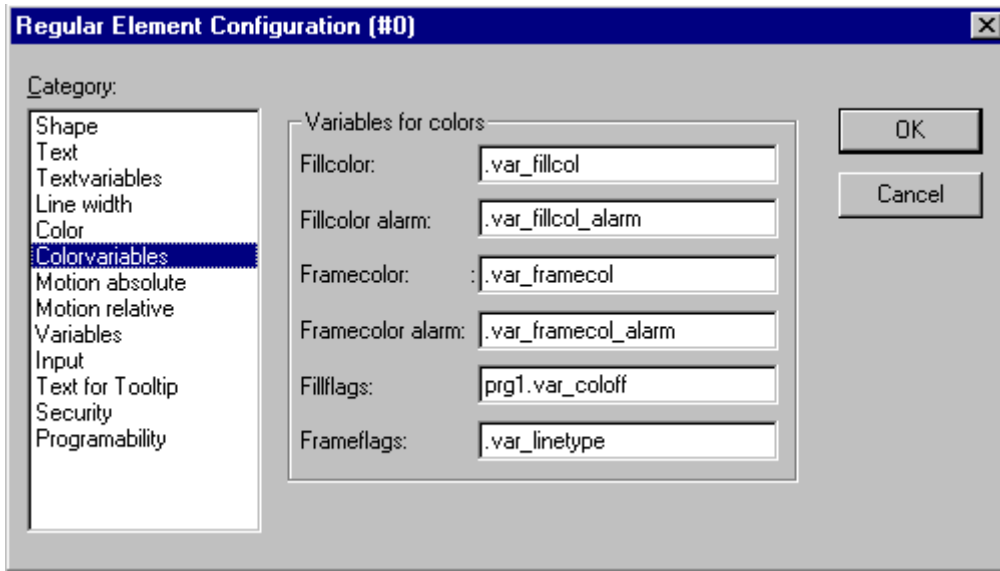 Regular Element Configuration (#0)
Category:
Shape
Text
Textvariables
Line width
Color
Colorvariables
Motion absolute
Motion relative
Variables
Input
Text for Tooltip
Security
Programability
Variables for colors
Fillcolor: .var_fillcol
Fillcolor alarm: .var_fillcol_alarm
Framecolor: : .var_framecol
Framecolor alarm: .var_framecol_alarm
Fillflags: prg1.var_coloff
Frameflags: .var_linetype
OK
Cancel